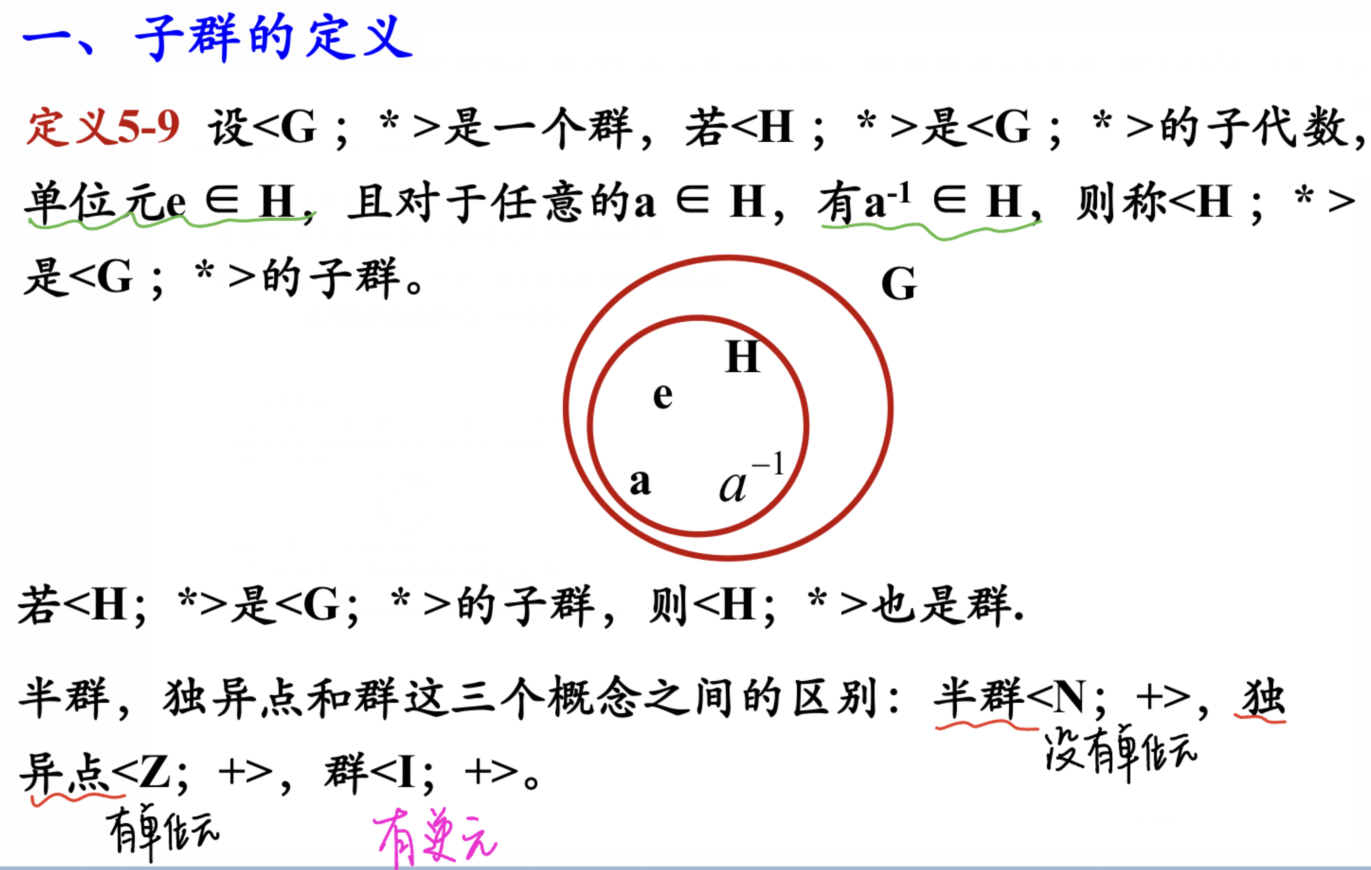 一、子群的定义
定义5-9 设<G ; * >是一个群，若<H ; * >是<G ; * >的子代数，
单位元e ∈ H，且对于任意的a ∈ H，有a⁻¹ ∈ H，则称<H ; * >
是<G ; * >的子群。
G
H
e
a
a⁻¹
若<H；*>是<G；* >的子群，则<H；* >也是群.
半群，独异点和群这三个概念之间的区别：半群<N；+>，独
没有单位元
异点<Z；+>，群<I；+>。
有单位元
有逆元